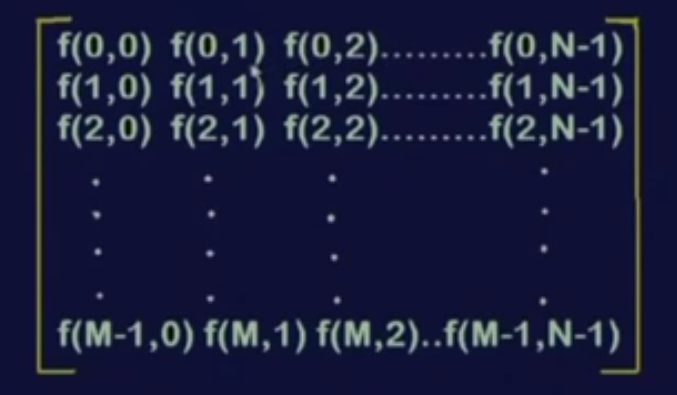 f(0,0) f(0,1) f(0,2).........f(0,N-1)
f(1,0) f(1,1) f(1,2).........f(1,N-1)
f(2,0) f(2,1) f(2,2).........f(2,N-1)
. . . .
. . . .
. . . .
. . . .
f(M-1,0) f(M,1) f(M,2)..f(M-1,N-1)